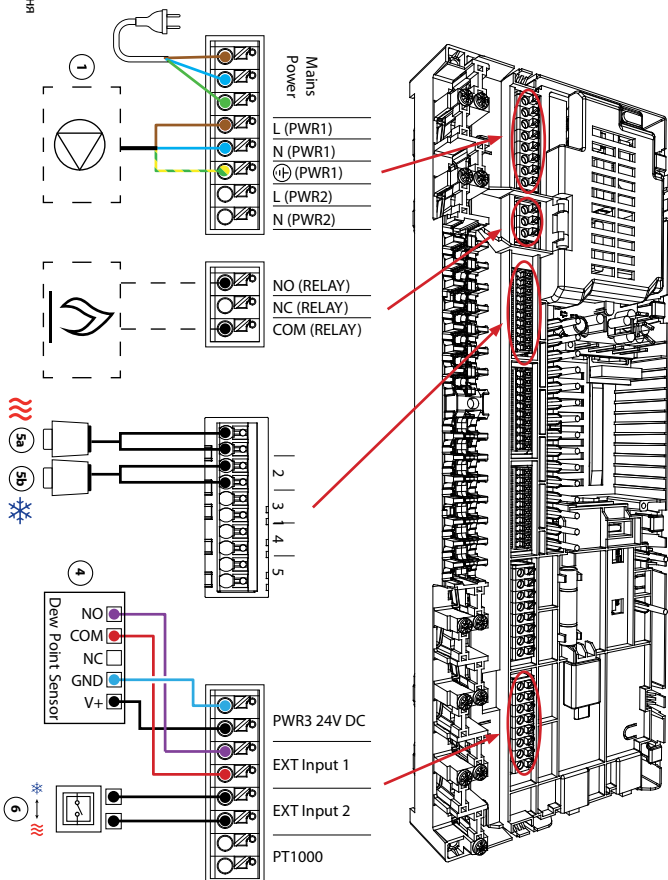 ня
Mains
Power
1
L (PWR1)
N (PWR1)
(PWR1)
L (PWR2)
N (PWR2)
NO (RELAY)
NC (RELAY)
COM (RELAY)
5a
5b
2
3
1
4
5
4
Dew Point Sensor
NO
COM
NC
GND
V+
PWR3 24V DC
EXT Input 1
EXT Input 2
PT1000
6